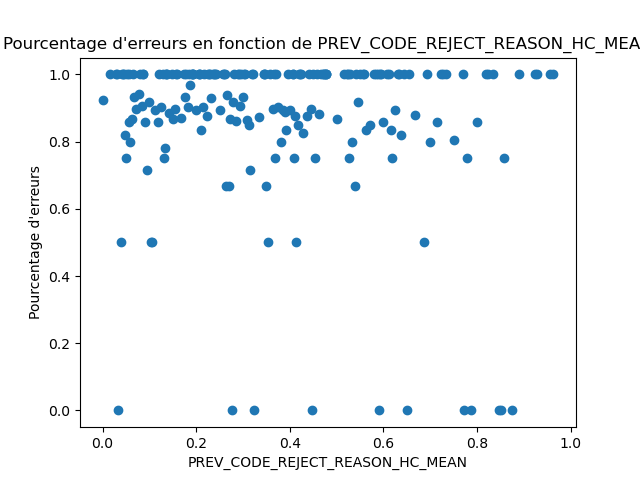 Pourcentage d'erreurs en fonction de PREV_CODE_REJECT_REASON_HC_MEA
1.0
0.8
0.6
0.4
0.2
0.0
Pourcentage d'erreurs
0.0 0.2 0.4 0.6 0.8 1.0
PREV_CODE_REJECT_REASON_HC_MEAN